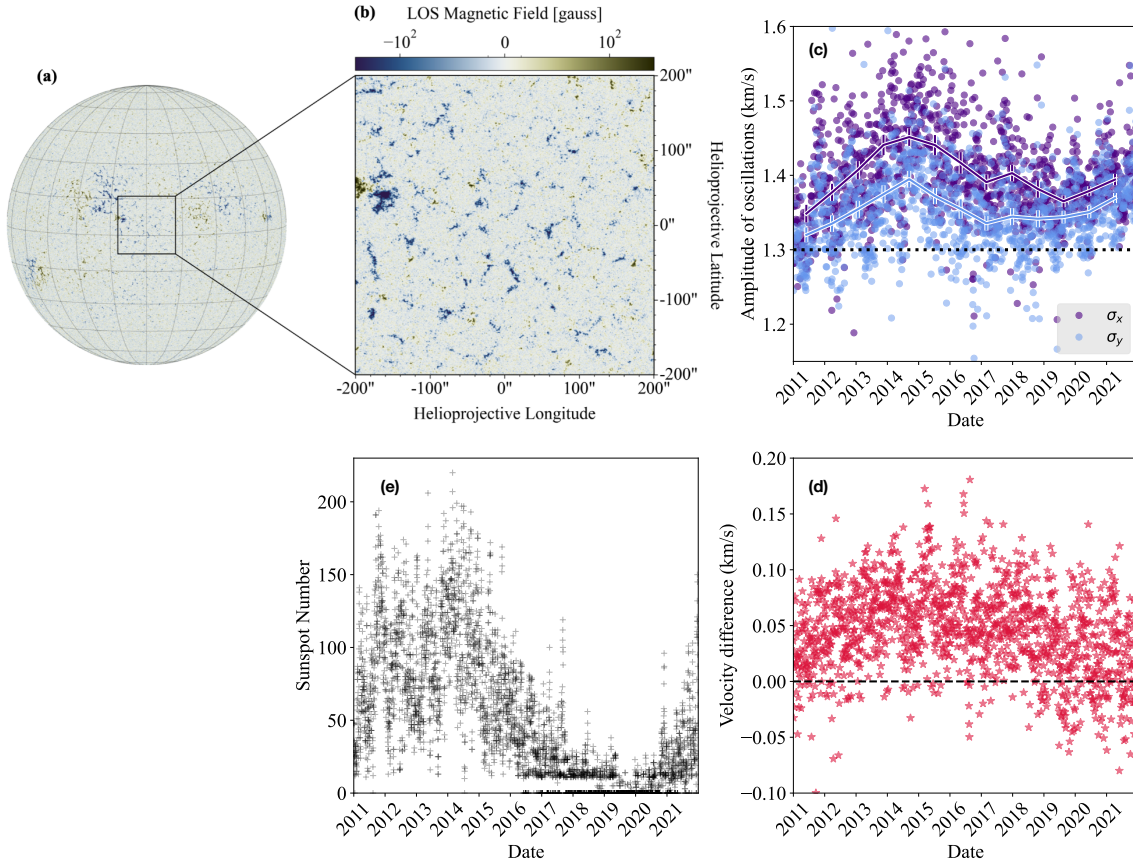 (a)
(b)
LOS Magnetic Field [gauss]
−10² 0 10²
200"
100"
0"
−100"
−200"
Helioprojective Latitude
-200" -100" 0" 100" 200"
Helioprojective Longitude
(c)
Amplitude of oscillations (km/s)
1.6
1.5
1.4
1.3
1.2
σx
σy
2011 2012 2013 2014 2015 2016 2017 2018 2019 2020 2021
Date
(e)
Sunspot Number
200
150
100
50
0
2011 2012 2013 2014 2015 2016 2017 2018 2019 2020 2021
Date
(d)
Velocity difference (km/s)
0.20
0.15
0.10
0.05
0.00
−0.05
−0.10
2011 2012 2013 2014 2015 2016 2017 2018 2019 2020 2021
Date